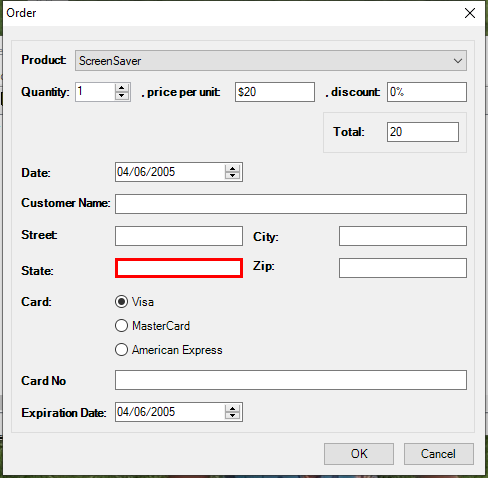 Order
Product: ScreenSaver
Quantity: 1 , price per unit: $20 , discount: 0%
Total: 20
Date: 04/06/2005
Customer Name:
Street: City:
State: Zip:
Card: Visa
MasterCard
American Express
Card No
Expiration Date: 04/06/2005
OK Cancel